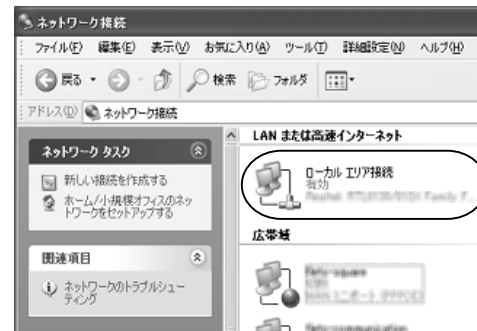 ネットワーク接続
ファイル(F) 編集(E) 表示(V) お気に入り(A) ツール(T) 詳細設定(N) ヘルプ(H)
戻る 検索 フォルダ
アドレス(D) ネットワーク接続
ネットワーク タスク
新しい接続を作成する
ホーム/小規模オフィスのネッ
トワークをセットアップする
関連項目
ネットワークのトラブルシュー
ティング
LAN または高速インターネット
ローカル エリア接続
有効
広帯域